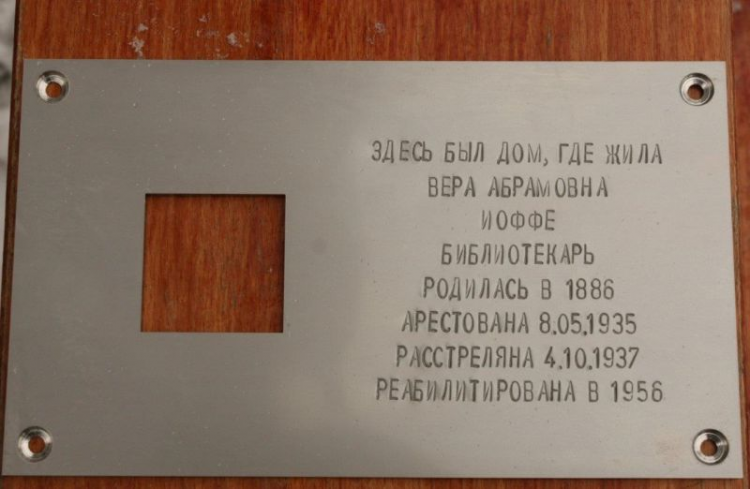 ЗДЕСЬ БЫЛ ДОМ, ГДЕ ЖИЛА
ВЕРА АБРАМОВНА
ИОФФЕ
БИБЛИОТЕКАРЬ
РОДИЛАСЬ В 1886
АРЕСТОВАНА 8.05.1935
РАССТРЕЛЯНА 4.10.1937
РЕАБИЛИТИРОВАНА В 1956